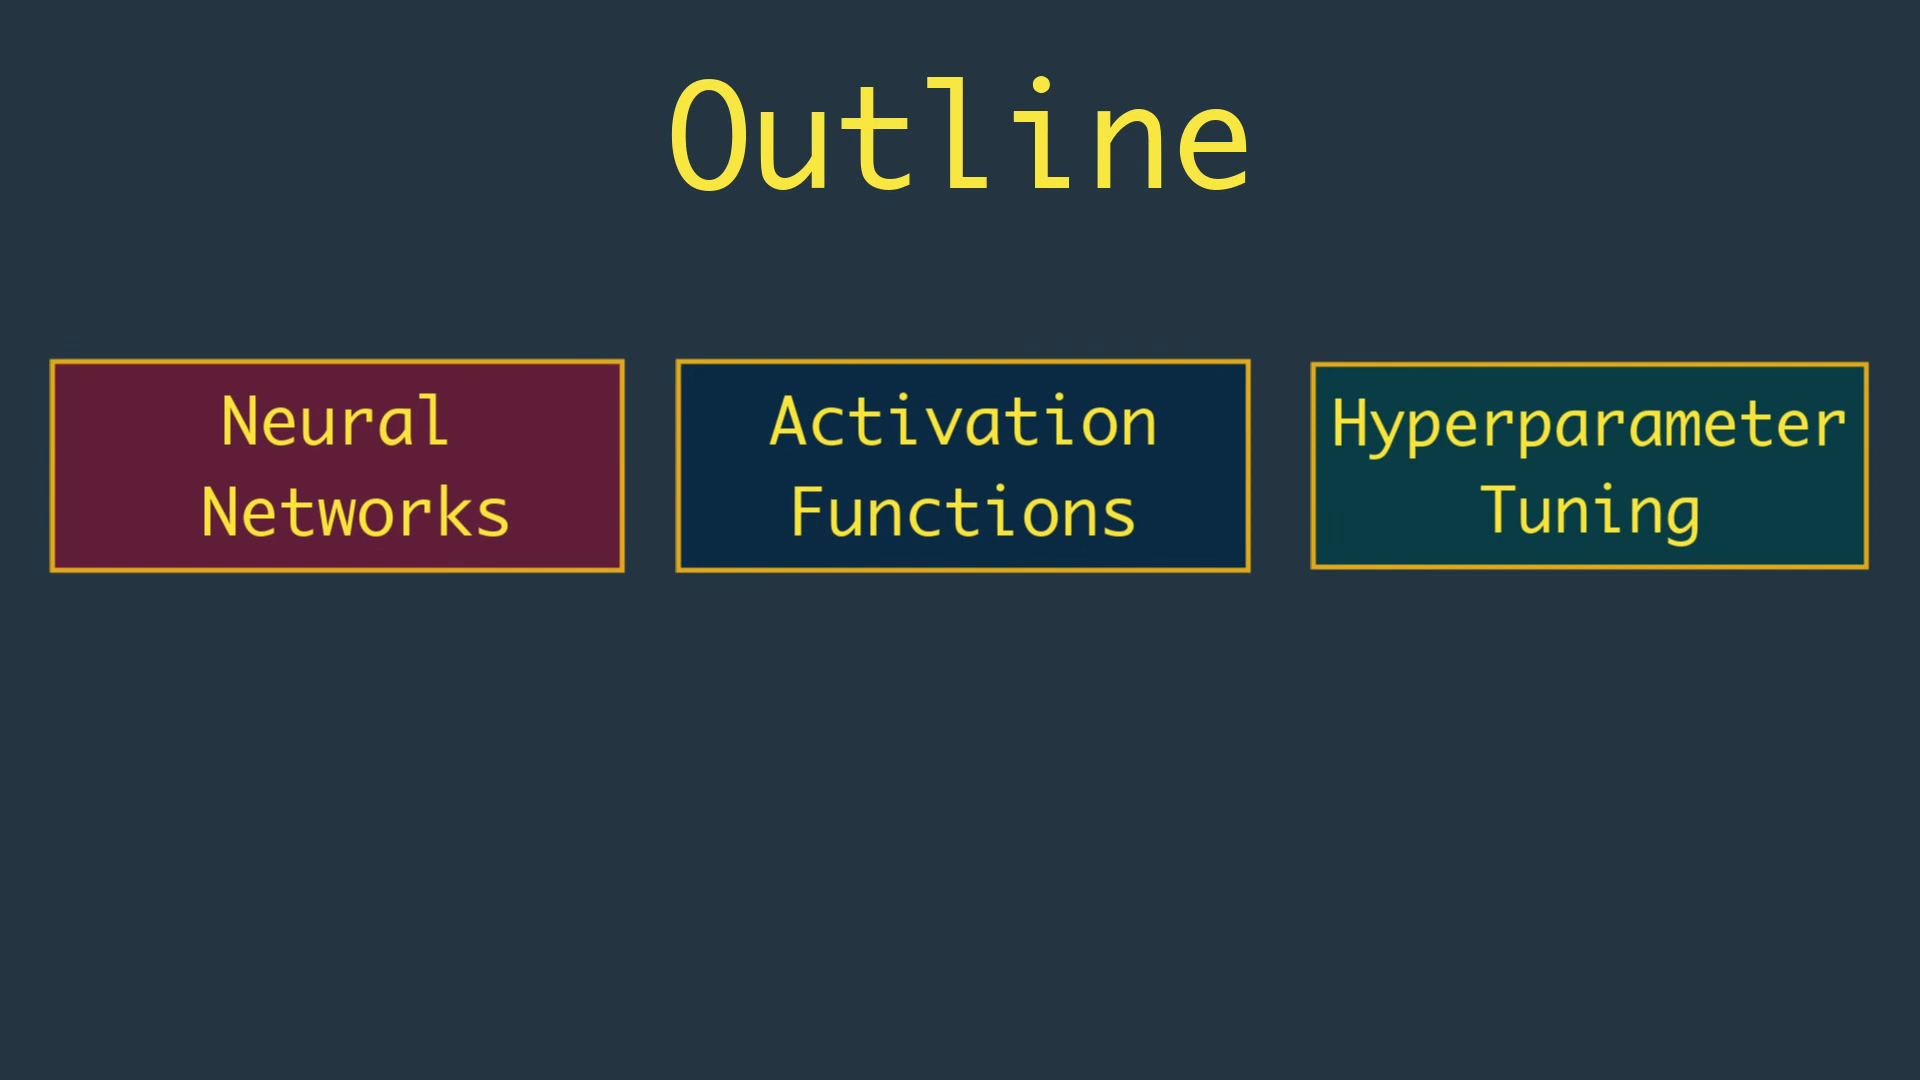 Outline
Neural
Networks
Activation
Functions
Hyperparameter
Tuning